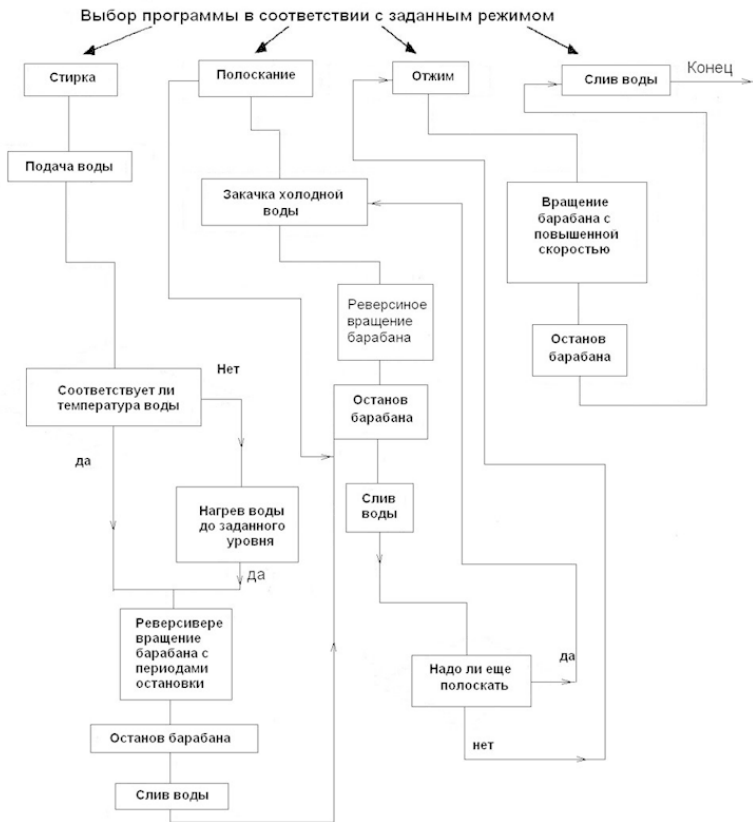 Выбор программы в соответствии с заданным режимом
Стирка
Полоскание
Отжим
Слив воды
Конец
Подача воды
Закачка холодной
воды
Вращение
барабана с
повышенной
скоростью
Реверсиное
вращение
барабана
Останов
барабана
Соответствует ли
температура воды
Нет
да
Останов
барабана
Нагрев воды
до заданного
уровня
да
Слив
воды
Реверсивере
вращение
барабана с
периодами
остановки
Надо ли еще
полоскать
да
нет
Останов барабана
Слив воды